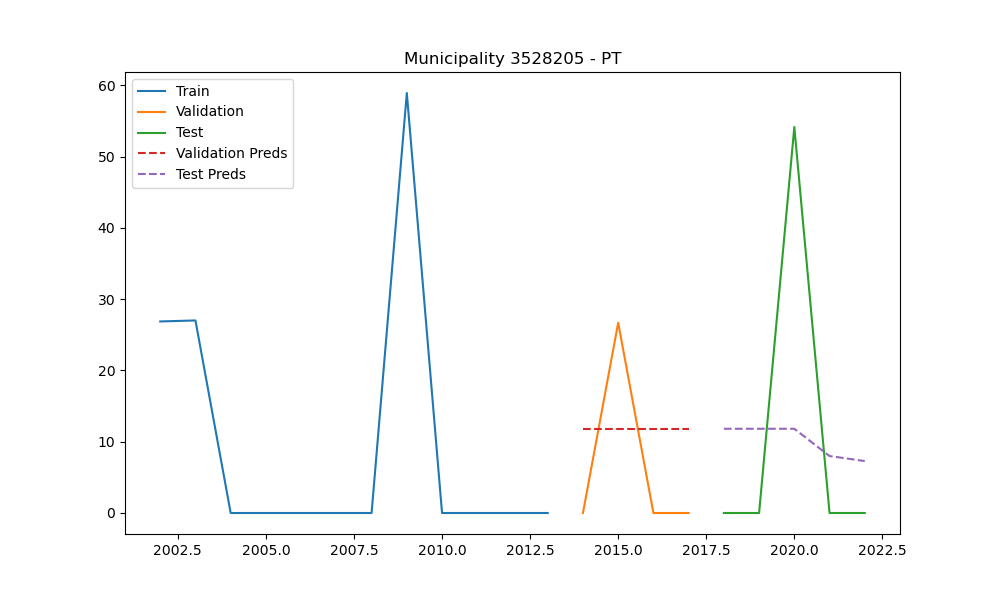 Municipality 3528205 - PT
Train
Validation
Test
Validation Preds
Test Preds
60
50
40
30
20
10
0
2002.5 2005.0 2007.5 2010.0 2012.5 2015.0 2017.5 2020.0 2022.5